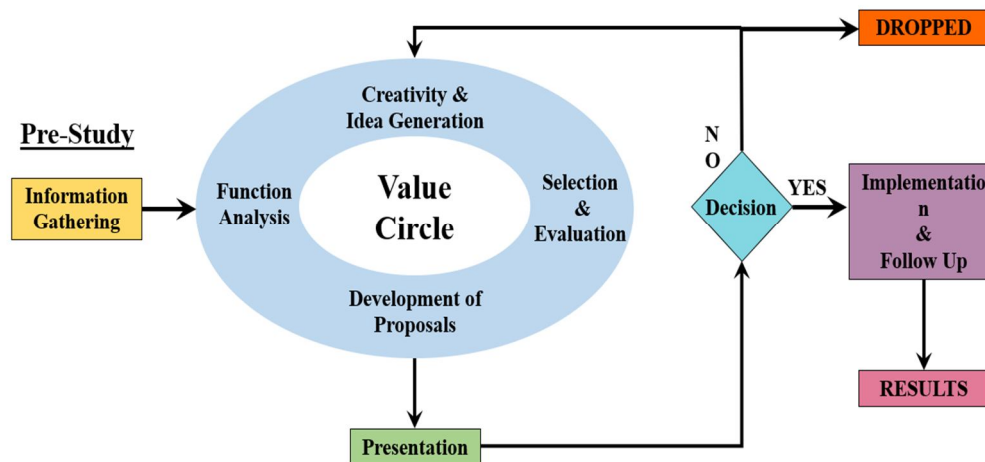 DROPPED
Creativity &
Idea Generation
Pre-Study
N
O
Information
Gathering
Function
Analysis
Value
Circle
Selection
&
Evaluation
Decision
YES
Implementatio
n
&
Follow Up
Development of
Proposals
RESULTS
Presentation